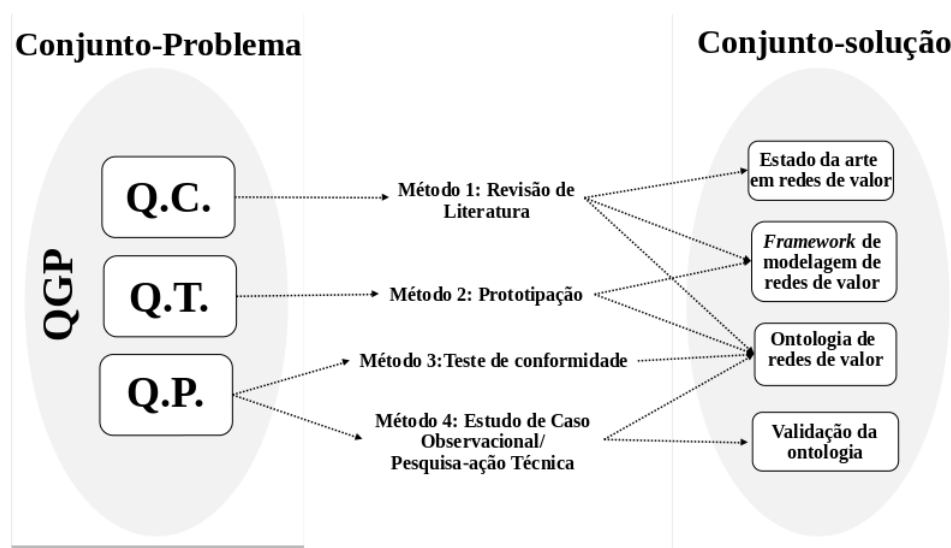 Conjunto-Problema
Conjunto-solução
QGP
Q.C.
Q.T.
Q.P.
Método 1: Revisão de
Literatura
Método 2: Prototipação
Método 3:Teste de conformidade
Método 4: Estudo de Caso
Observacional/
Pesquisa-ação Técnica
Estado da arte
em redes de valor
Framework de
modelagem de
redes de valor
Ontologia de
redes de valor
Validação da
ontologia